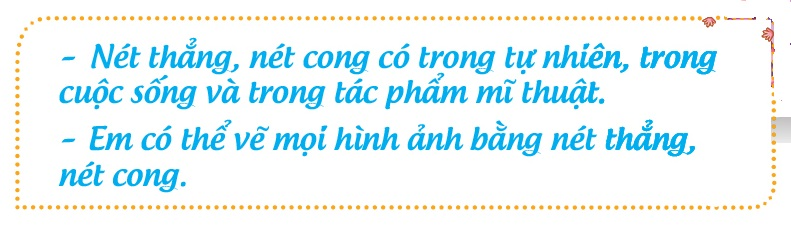 – Nét thẳng, nét cong có trong tự nhiên, trong
cuộc sống và trong tác phẩm mĩ thuật.
– Em có thể vẽ mọi hình ảnh bằng nét thẳng,
nét cong.